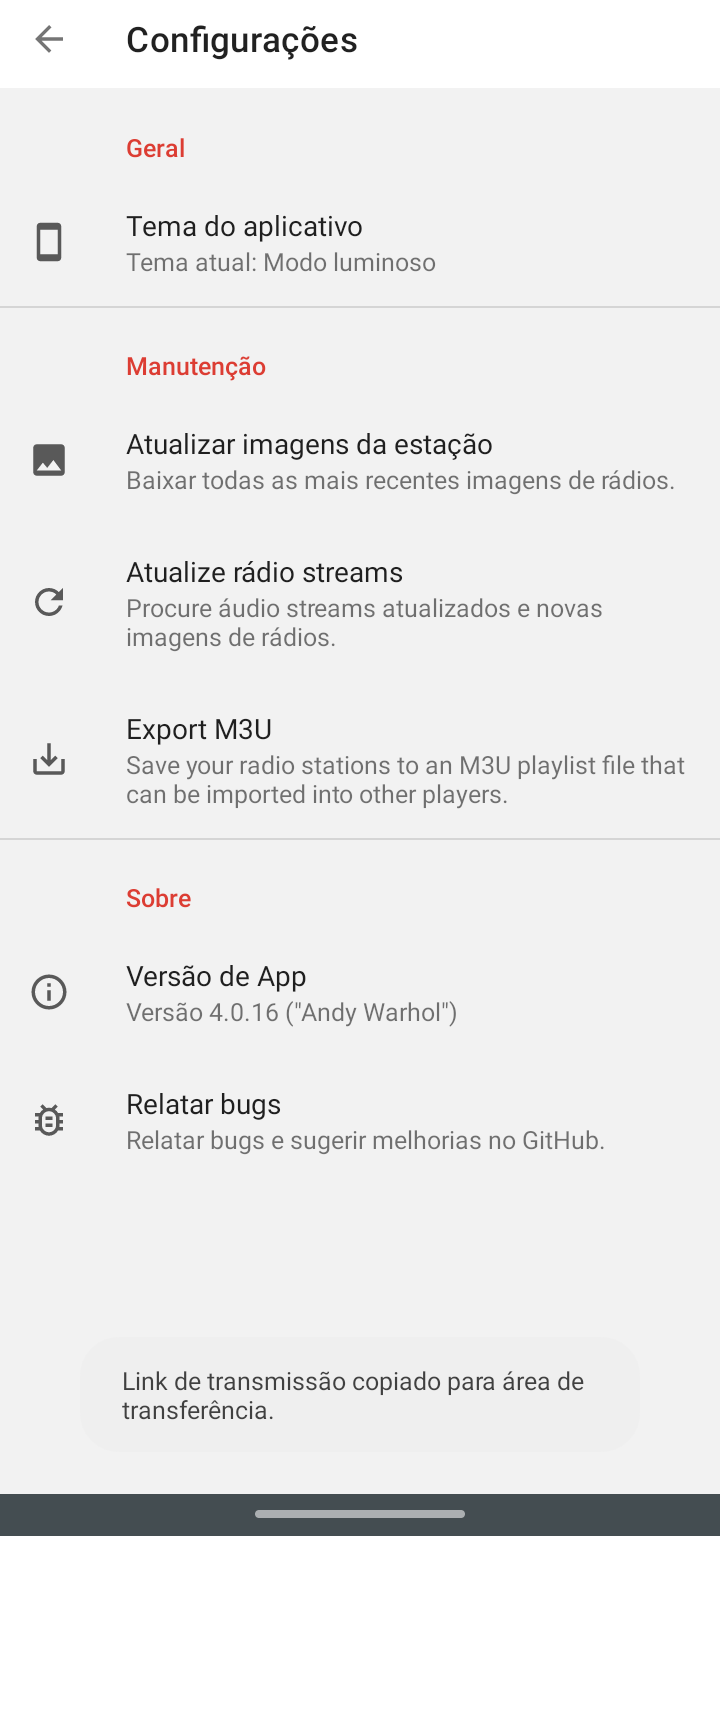 Configurações
Geral
Tema do aplicativo
Tema atual: Modo luminoso
Manutenção
Atualizar imagens da estação
Baixar todas as mais recentes imagens de rádios.
Atualize rádio streams
Procure áudio streams atualizados e novas
imagens de rádios.
Export M3U
Save your radio stations to an M3U playlist file that
can be imported into other players.
Sobre
Versão de App
Versão 4.0.16 ("Andy Warhol")
Relatar bugs
Relatar bugs e sugerir melhorias no GitHub.
Link de transmissão copiado para área de
transferência.